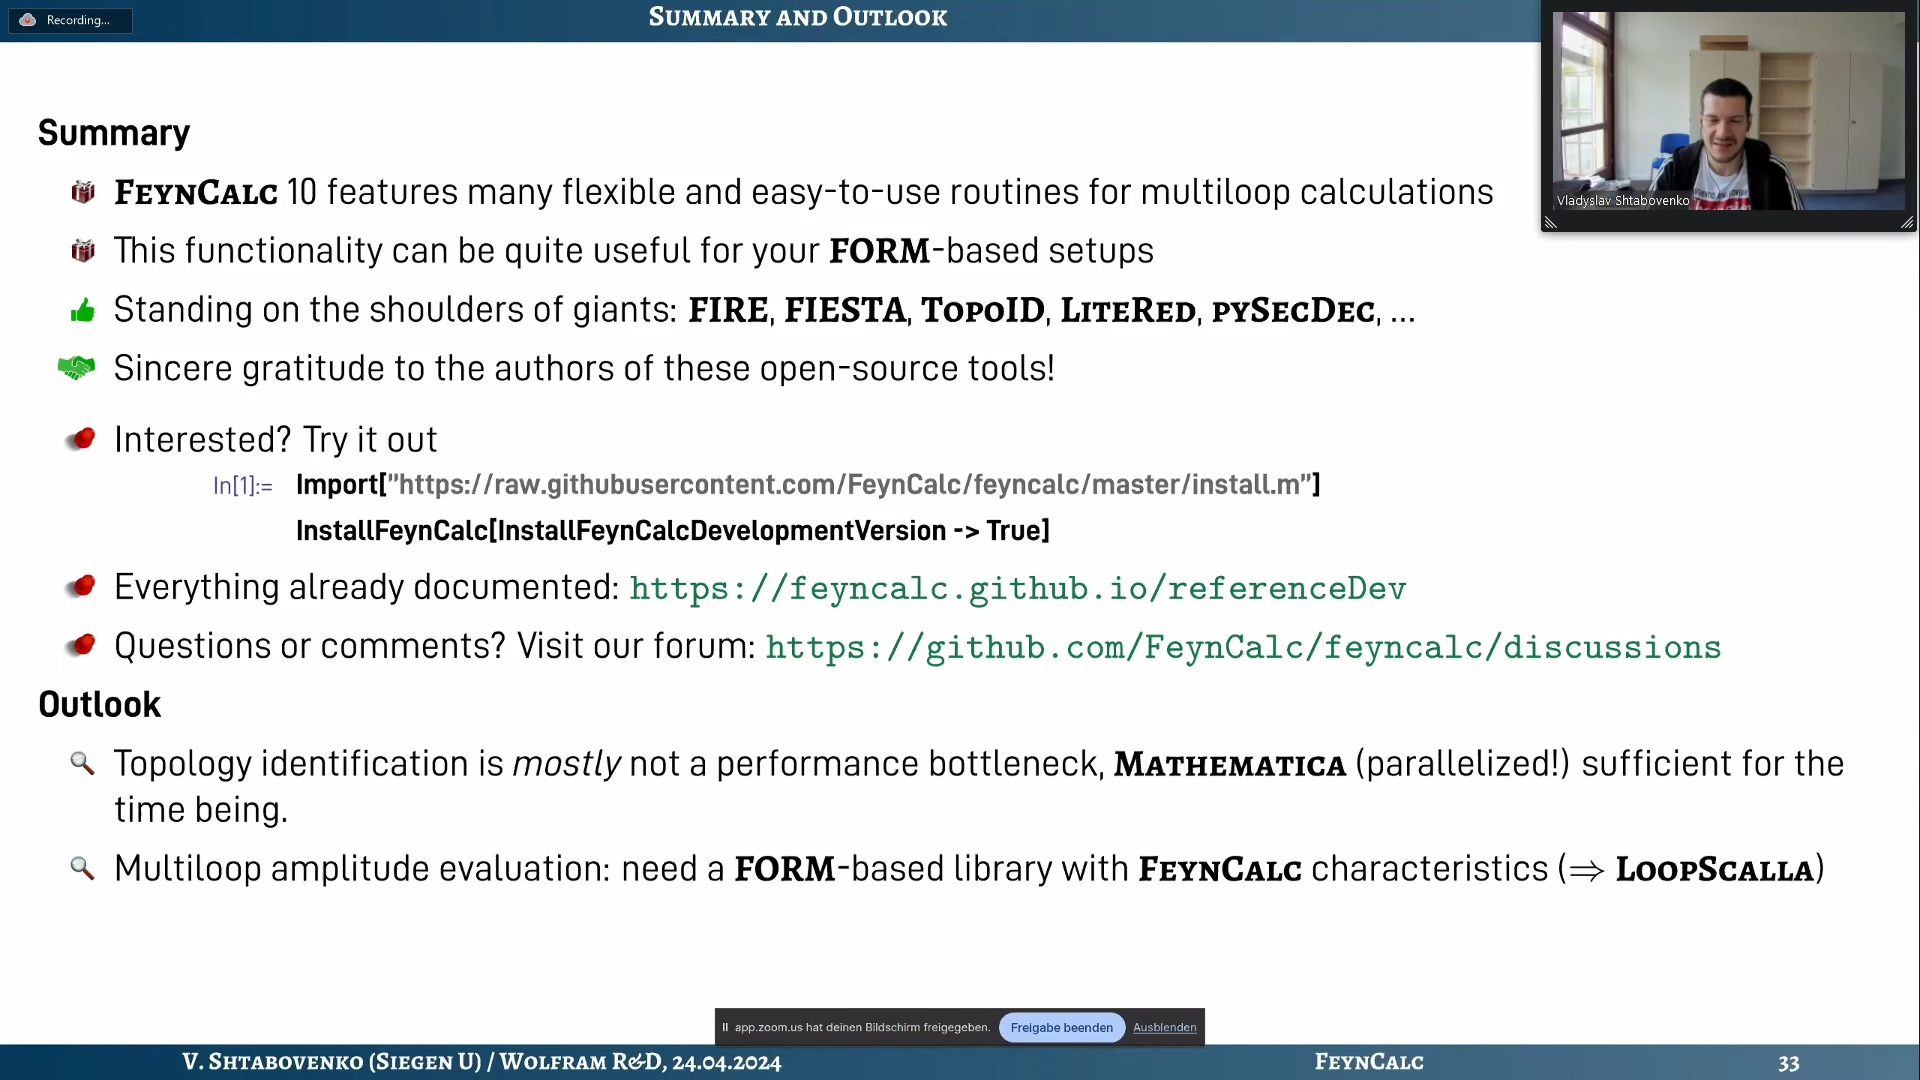 Recording...
Summary and Outlook
Vladyslav Shtabovenko
Summary
FeynCalc 10 features many flexible and easy-to-use routines for multiloop calculations
This functionality can be quite useful for your FORM-based setups
Standing on the shoulders of giants: FIRE, FIESTA, TopoID, LiteRed, pySecDec, ...
Sincere gratitude to the authors of these open-source tools!
Interested? Try it out
In[1]:= Import["https://raw.githubusercontent.com/FeynCalc/feyncalc/master/install.m"]
InstallFeynCalc[InstallFeynCalcDevelopmentVersion -> True]
Everything already documented: https://feyncalc.github.io/referenceDev
Questions or comments? Visit our forum: https://github.com/FeynCalc/feyncalc/discussions
Outlook
Topology identification is mostly not a performance bottleneck, Mathematica (parallelized!) sufficient for the
time being.
Multiloop amplitude evaluation: need a FORM-based library with FeynCalc characteristics (⇒ LoopScalla)
app.zoom.us hat deinen Bildschirm freigegeben. Freigabe beenden Ausblenden
V. Shtabovenko (Siegen U) / Wolfram R&D, 24.04.2024 FeynCalc 33